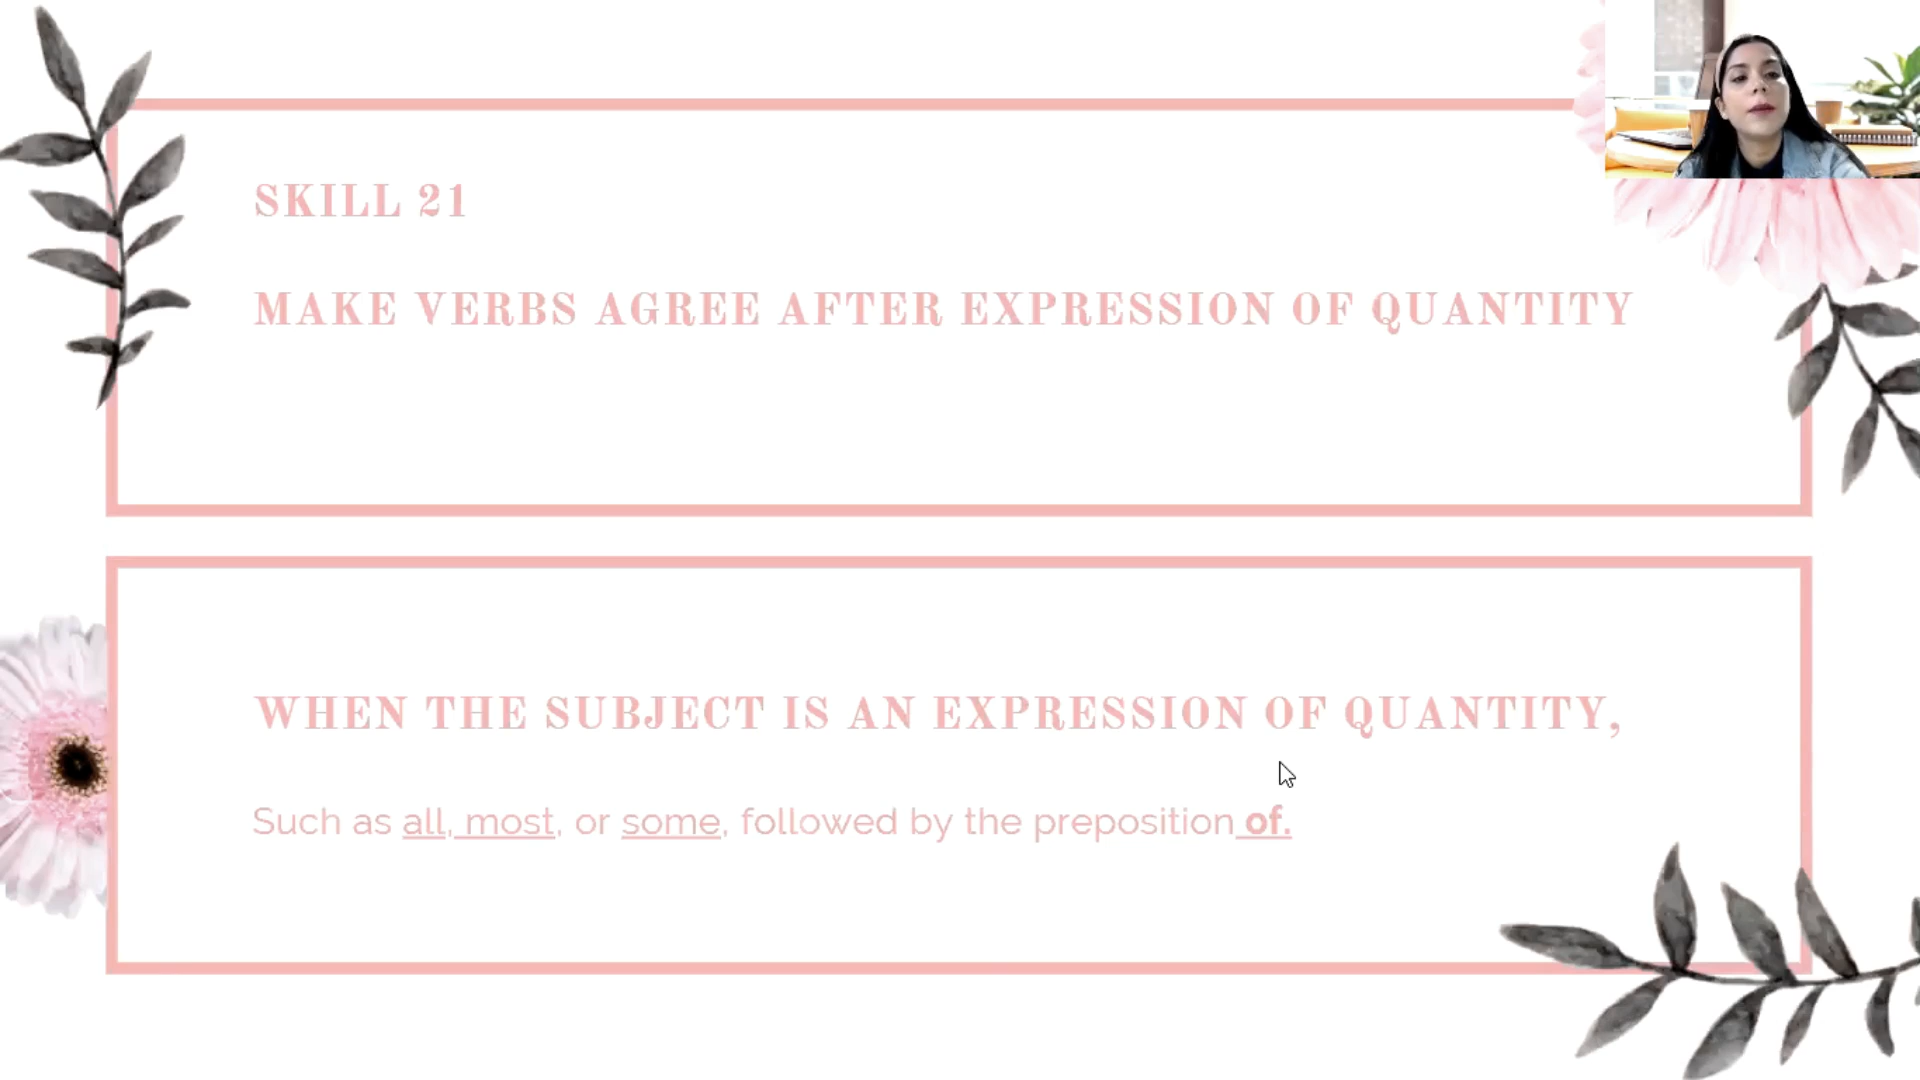 SKILL 21
MAKE VERBS AGREE AFTER EXPRESSION OF QUANTITY
WHEN THE SUBJECT IS AN EXPRESSION OF QUANTITY,
Such as all, most, or some, followed by the preposition of.